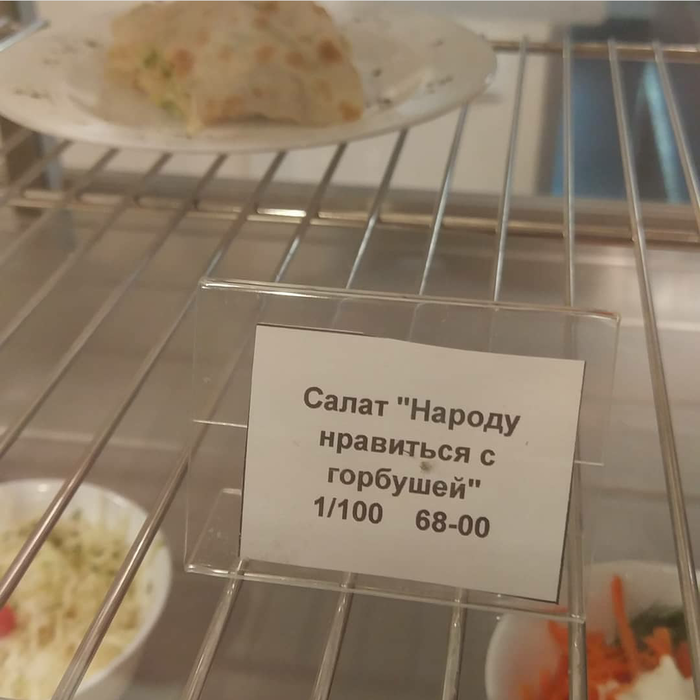 Салат "Народу
нравиться с
горбушей"
1/100 68-00